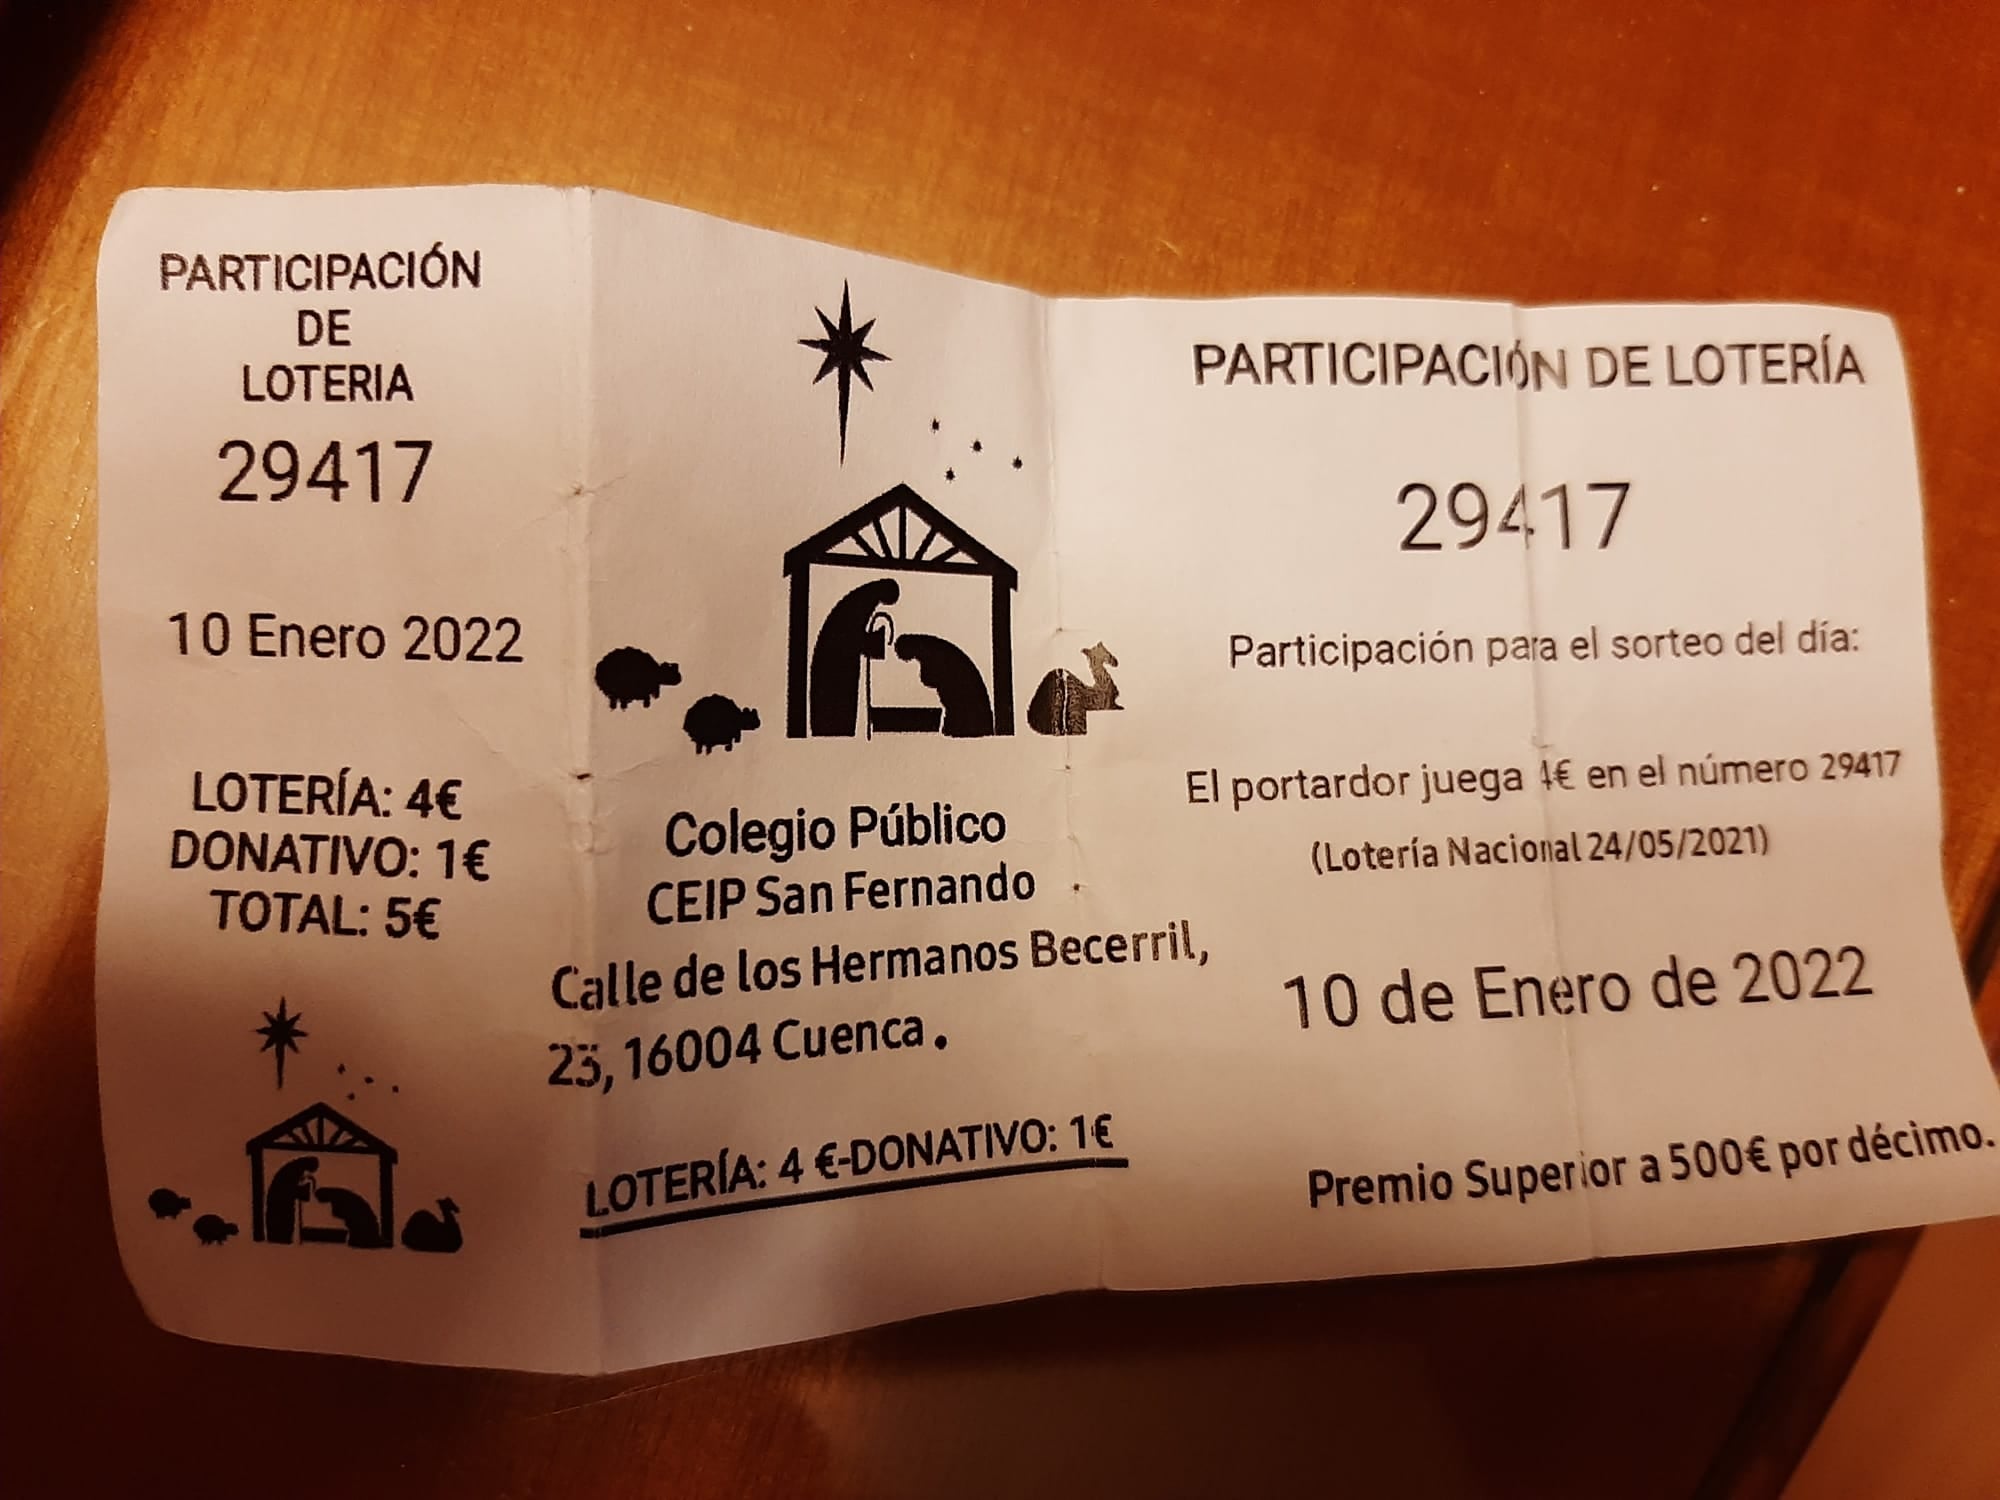 PARTICIPACIÓN
DE
LOTERIA
29417
10 Enero 2022
LOTERÍA: 4€
DONATIVO: 1€
TOTAL: 5€
Colegio Público
CEIP San Fernando
Calle de los Hermanos Becerril,
23, 16004 Cuenca.
LOTERÍA: 4 €-DONATIVO: 1€
PARTICIPACIÓN DE LOTERÍA
29417
Participación para el sorteo del día:
El portardor juega 4€ en el número 29417
(Lotería Nacional 24/05/2021)
10 de Enero de 2022
Premio Superior a 500€ por décimo.